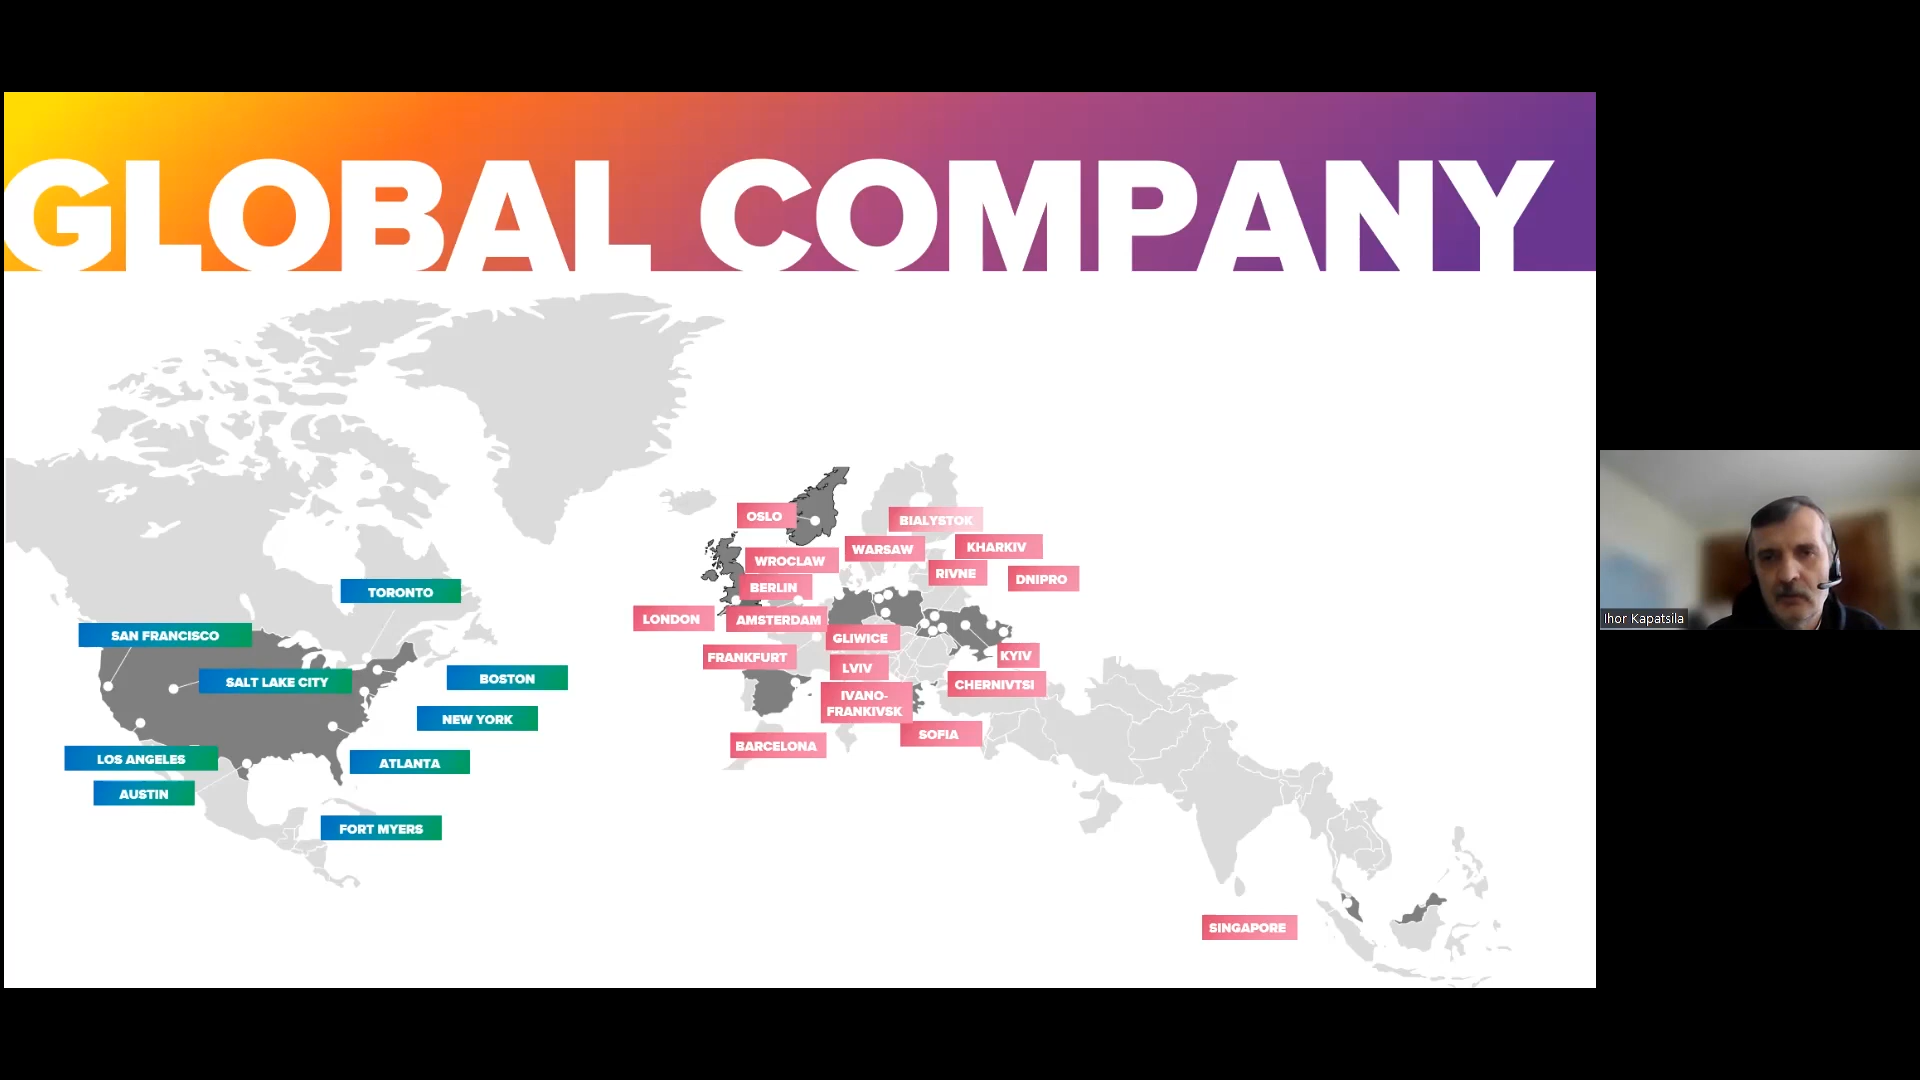 GLOBAL COMPANY
OSLO
BIALYSTOK
WARSAW
KHARKIV
WROCLAW
RIVNE
DNIPRO
BERLIN
TORONTO
LONDON
AMSTERDAM
SAN FRANCISCO
GLIWICE
FRANKFURT
KYIV
LVIV
SALT LAKE CITY
BOSTON
CHERNIVTSI
IVANO-
FRANKIVSK
NEW YORK
SOFIA
BARCELONA
LOS ANGELES
ATLANTA
AUSTIN
FORT MYERS
SINGAPORE
Ihor Kapatsila